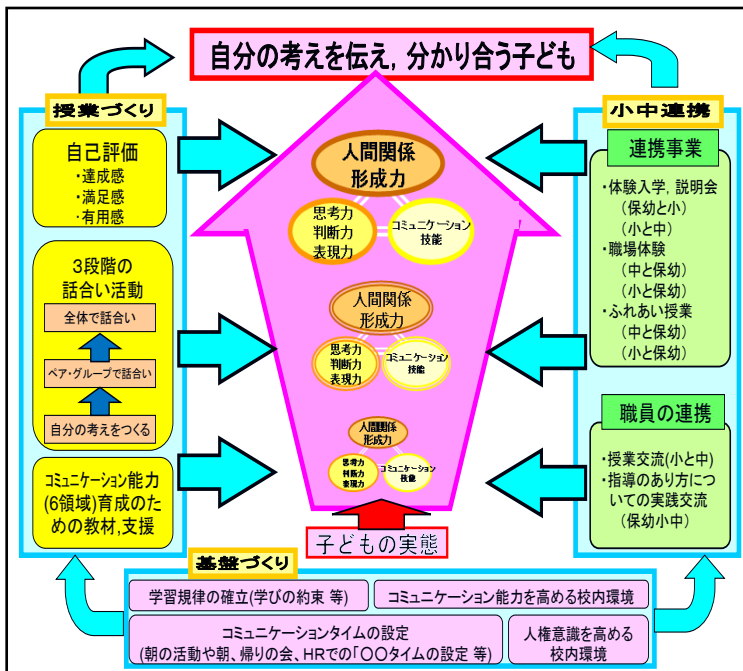 自分の考えを伝え，分かり合う子ども
授業づくり
自己評価
・達成感
・満足感
・有用感
3段階の
話合い活動
全体で話合い
ペア・グループで話合い
自分の考えをつくる
コミュニケーション能力
(6領域)育成のた
めの教材,支援
人間関係
形成力
思考力
判断力
表現力
コミュニケーション
技能
人間関係
形成力
思考力
判断力
表現力
コミュニケーション
技能
人間関係
形成力
思考力
判断力
表現力
コミュニケーション
技能
子どもの実態
小中連携
連携事業
・体験入学，説明会
（保幼と小）
（小と中）
・職場体験
（中と保幼）
（小と保幼）
・ふれあい授業
（中と保幼）
（小と保幼）
職員の連携
・授業交流(小と中)
・指導のあり方につ
いての実践交流
（保幼小中）
基盤づくり
学習規律の確立(学びの約束 等)
コミュニケーション能力を高める校内環境
コミュニケーションタイムの設定
(朝の活動や朝、帰りの会、HRでの「〇〇タイムの設定 等)
人権意識を高める
校内環境